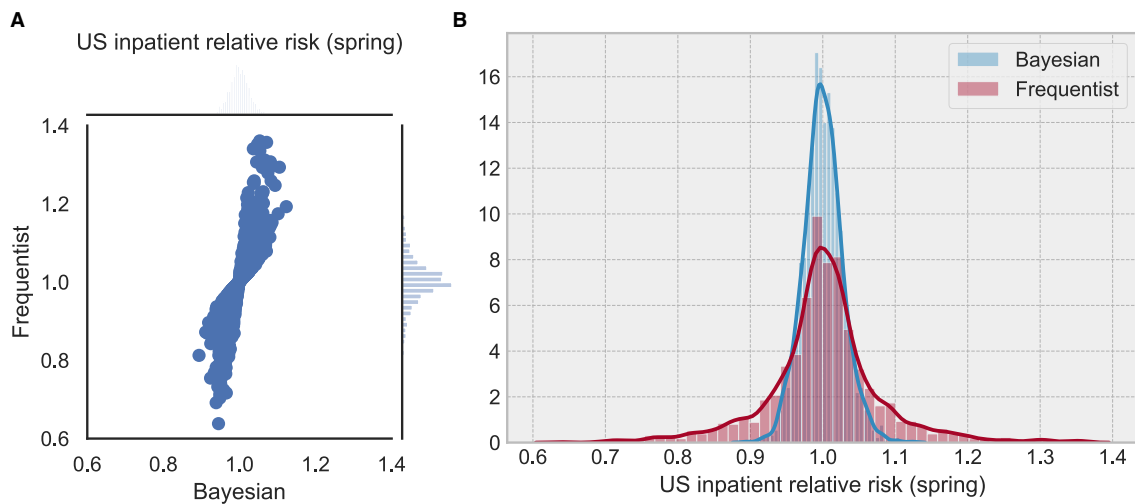 A
US inpatient relative risk (spring)
1.4
1.2
1.0
0.8
0.6
Frequentist
0.6 0.8 1.0 1.2 1.4
Bayesian
B
Bayesian
Frequentist
16
14
12
10
8
6
4
2
0
0.6 0.7 0.8 0.9 1.0 1.1 1.2 1.3 1.4
US inpatient relative risk (spring)